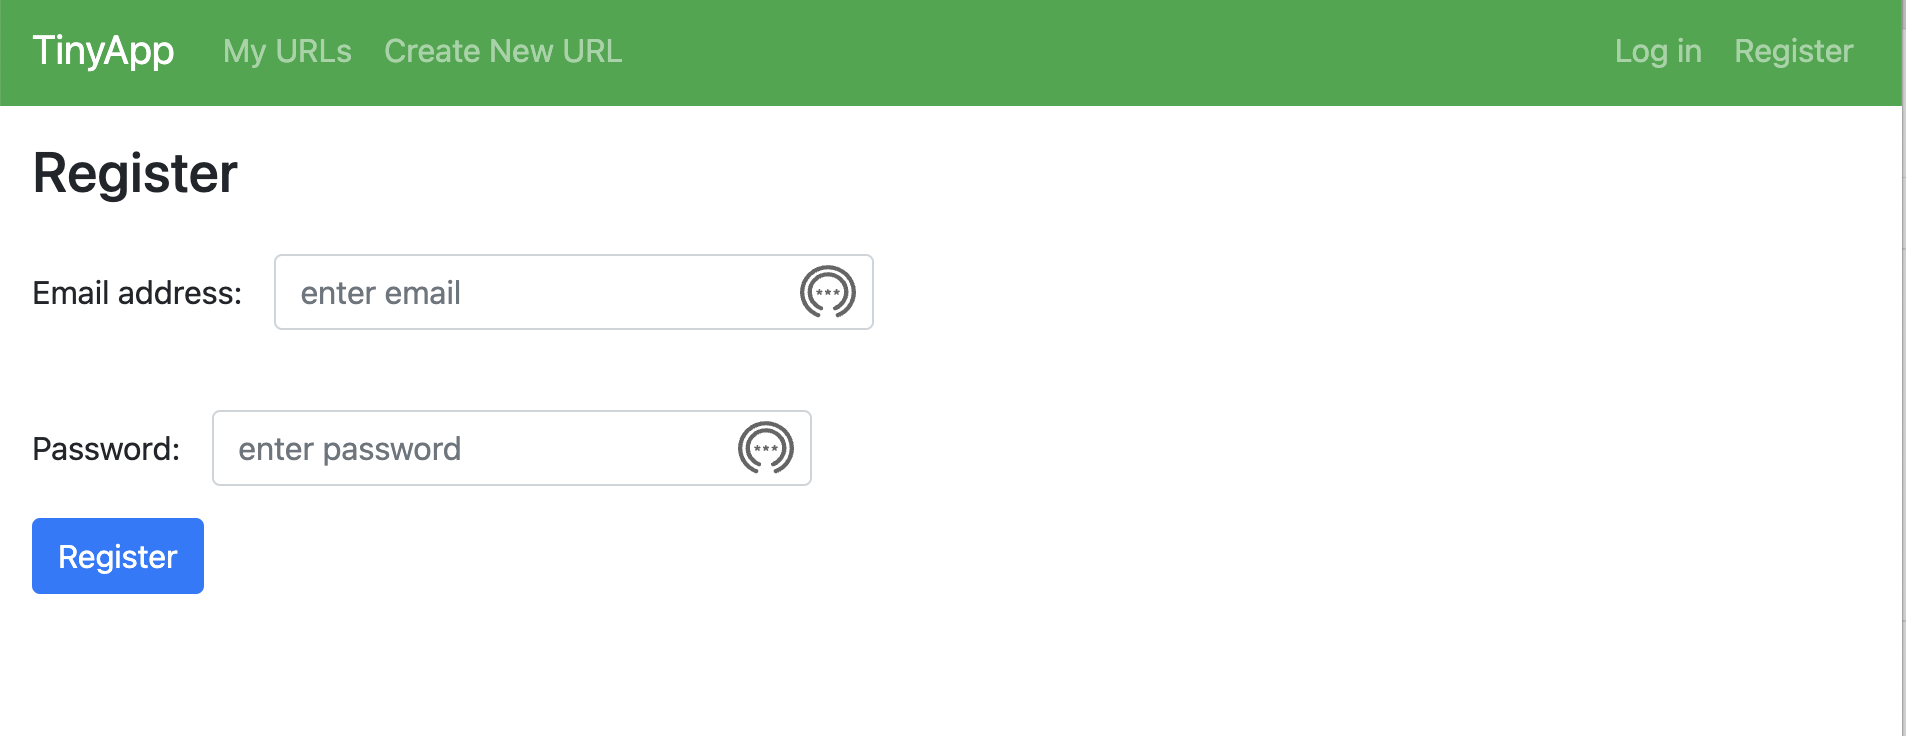 TinyApp My URLs Create New URL Log in Register
Register
Email address: enter email ***
Password: enter password ***
Register